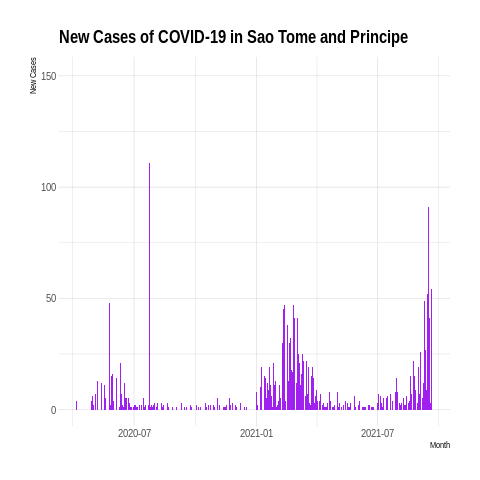 New Cases of COVID-19 in Sao Tome and Principe
New Cases
150
100
50
0
2020-07 2021-01 2021-07
Month